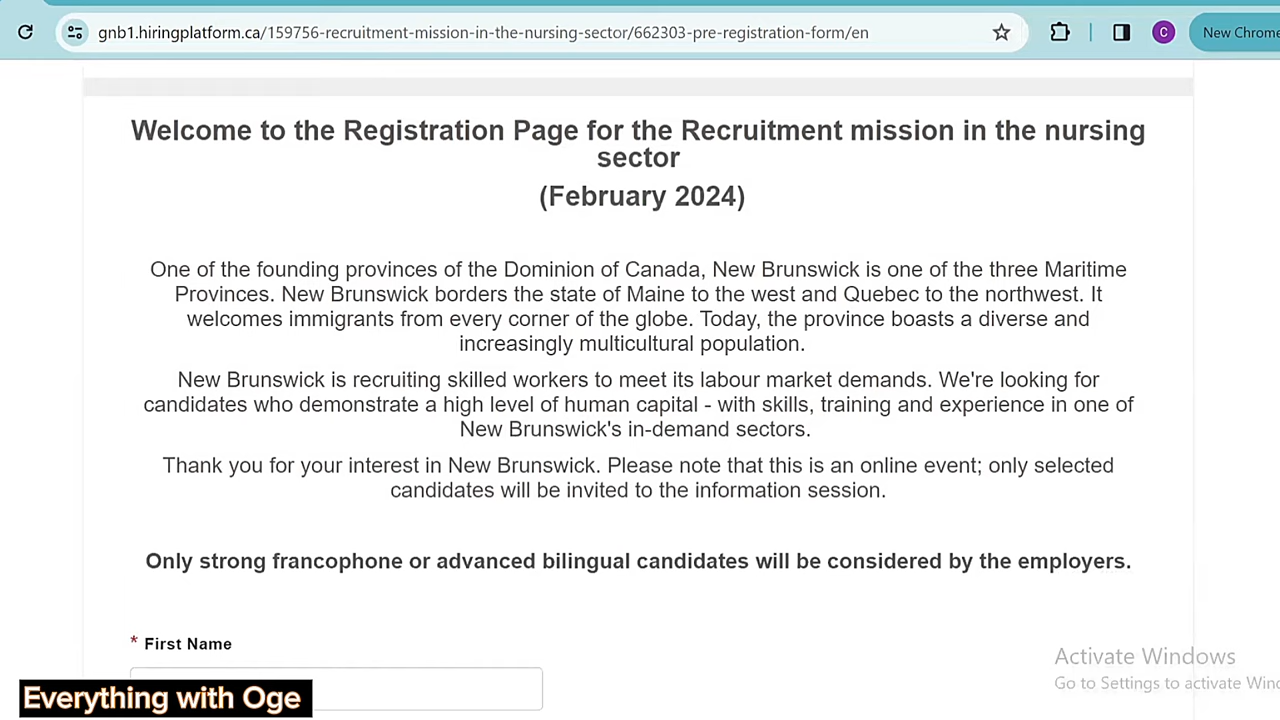 gnb1.hiringplatform.ca/159756-recruitment-mission-in-the-nursing-sector/662303-pre-registration-form/en
C
New Chrome
Welcome to the Registration Page for the Recruitment mission in the nursing
sector
(February 2024)
One of the founding provinces of the Dominion of Canada, New Brunswick is one of the three Maritime
Provinces. New Brunswick borders the state of Maine to the west and Quebec to the northwest. It
welcomes immigrants from every corner of the globe. Today, the province boasts a diverse and
increasingly multicultural population.
New Brunswick is recruiting skilled workers to meet its labour market demands. We're looking for
candidates who demonstrate a high level of human capital - with skills, training and experience in one of
New Brunswick's in-demand sectors.
Thank you for your interest in New Brunswick. Please note that this is an online event; only selected
candidates will be invited to the information session.
Only strong francophone or advanced bilingual candidates will be considered by the employers.
* First Name
Activate Windows
Go to Settings to activate Win
Everything with Oge